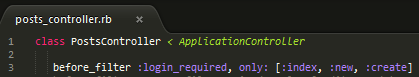 posts_controller.rb
1 class PostsController < ApplicationController
2
3 before_filter :login_required, only: [:index, :new, :create]